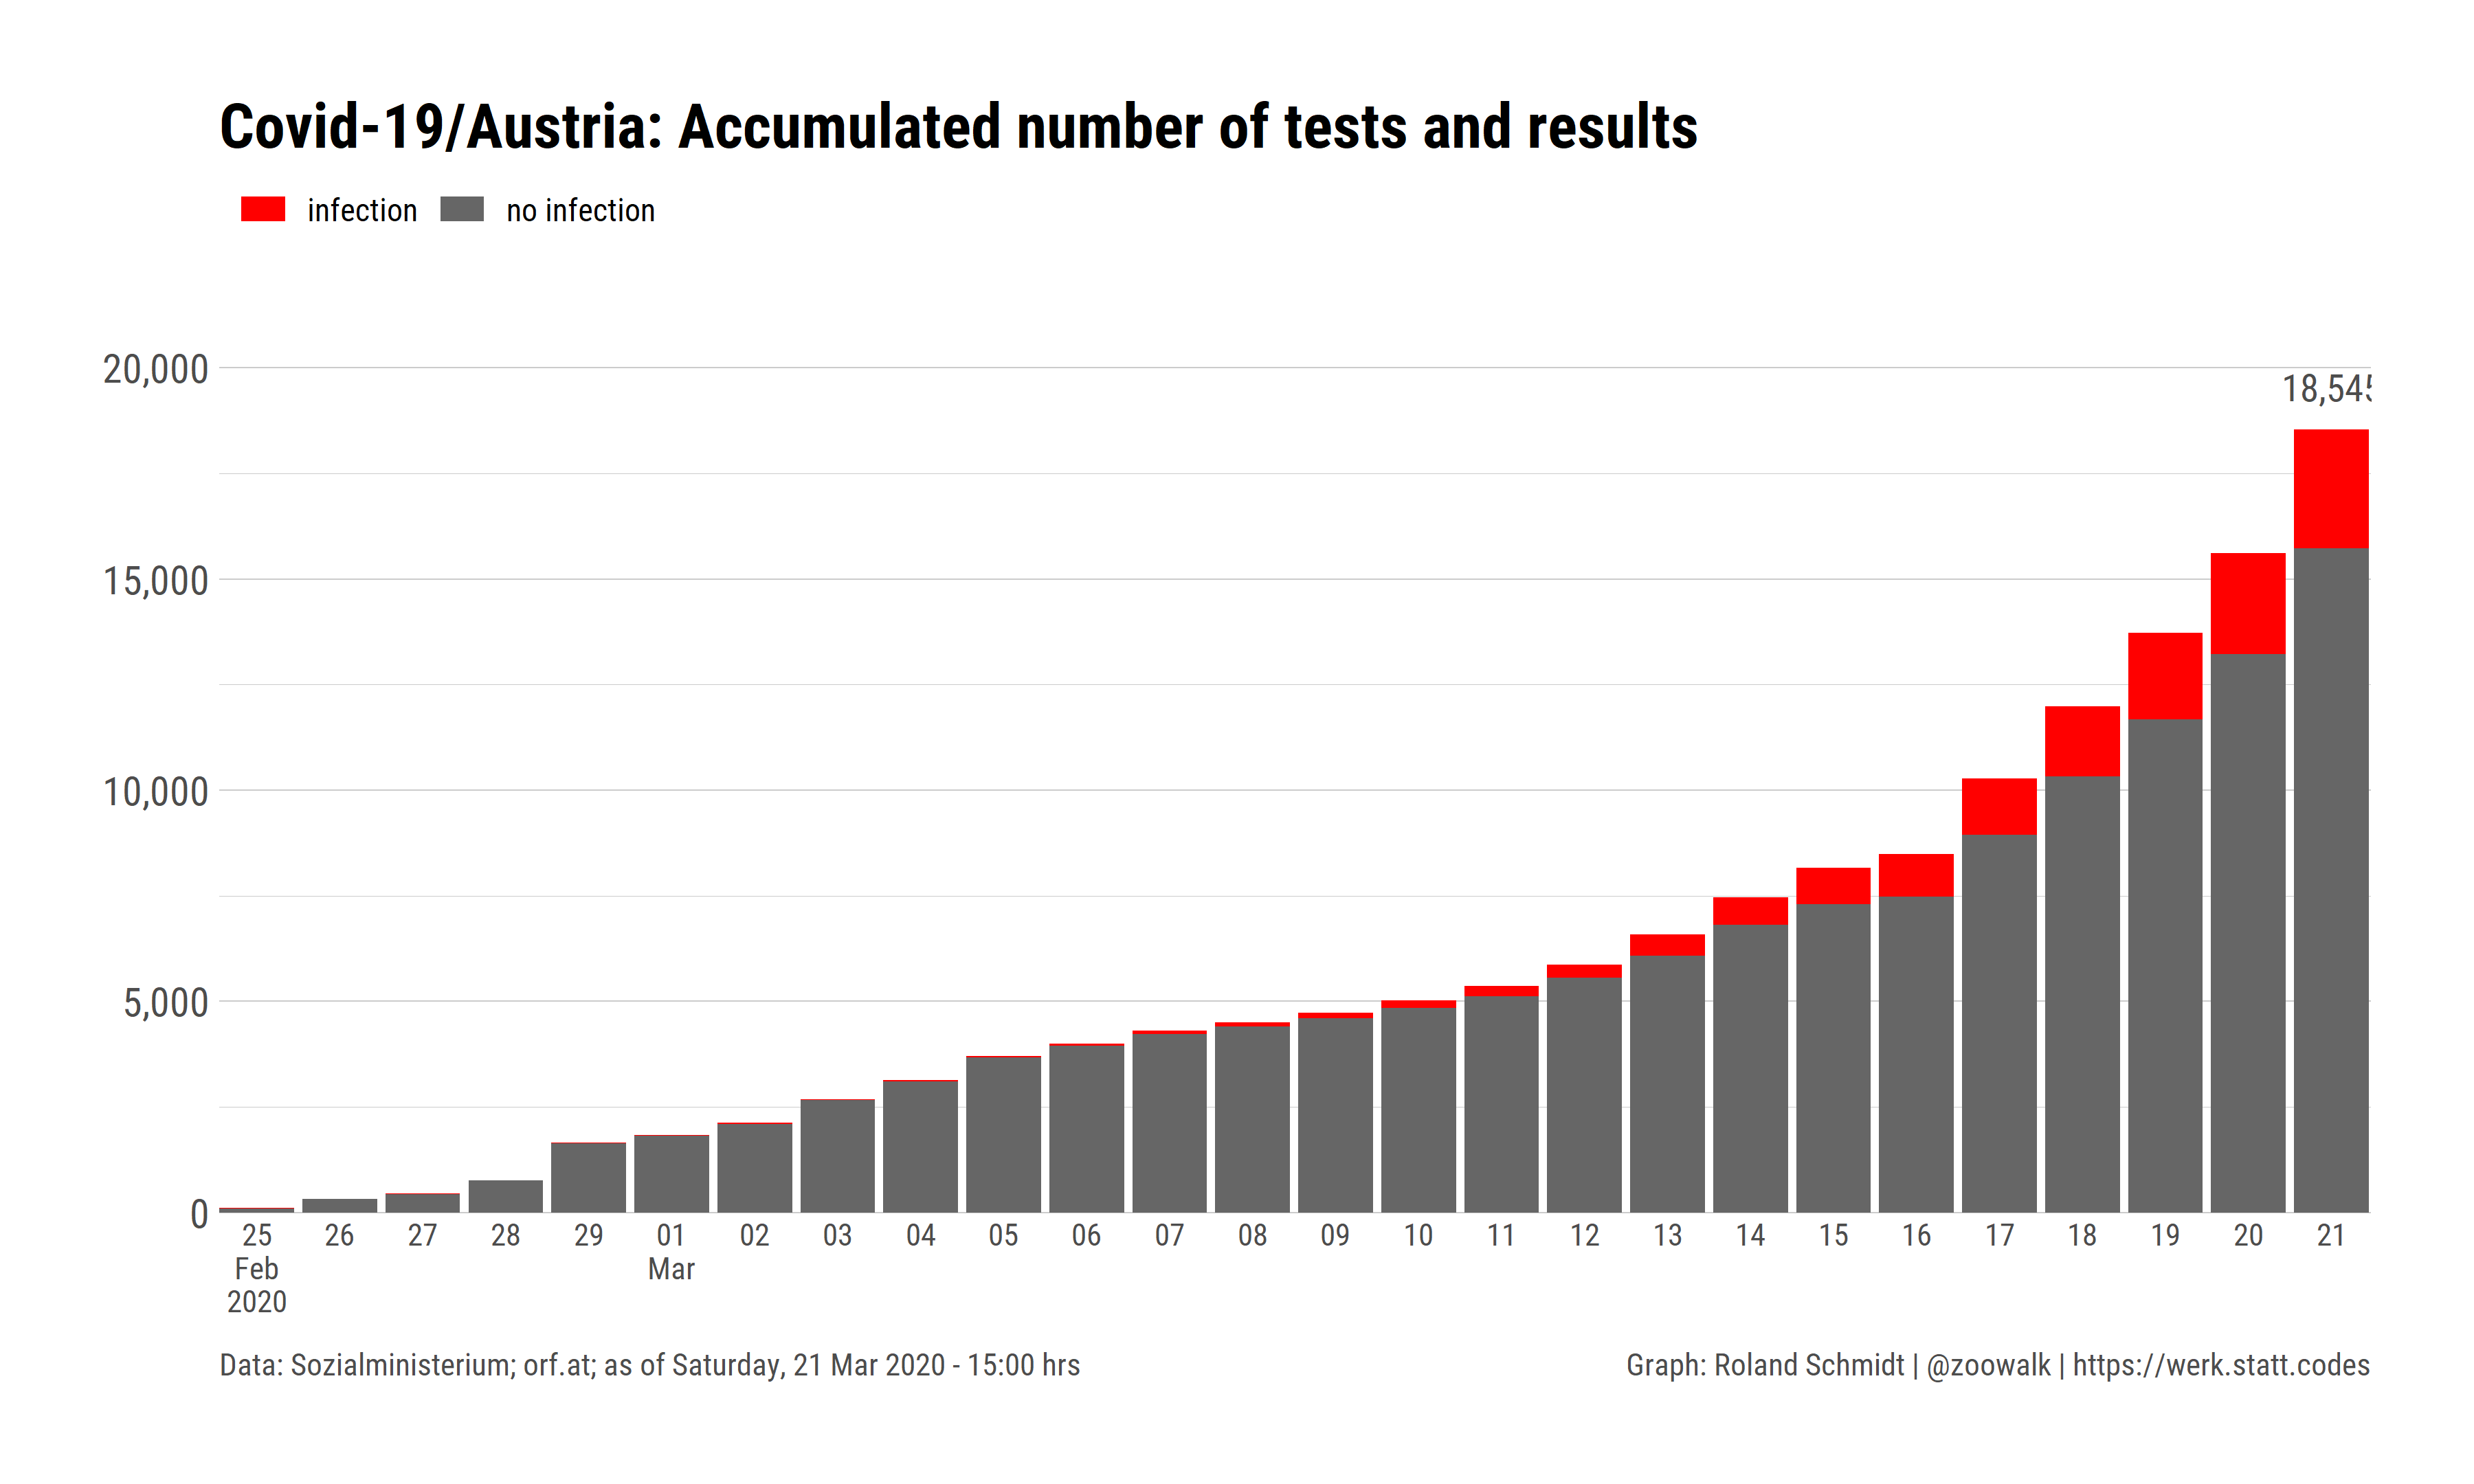 Covid-19/Austria: Accumulated number of tests and results
infection no infection
20,000
18,545
15,000
10,000
5,000
0
25 26 27 28 29 01 02 03 04 05 06 07 08 09 10 11 12 13 14 15 16 17 18 19 20 21
Feb Mar
2020
Data: Sozialministerium; orf.at; as of Saturday, 21 Mar 2020 - 15:00 hrs
Graph: Roland Schmidt | @zoowalk | https://werk.statt.codes